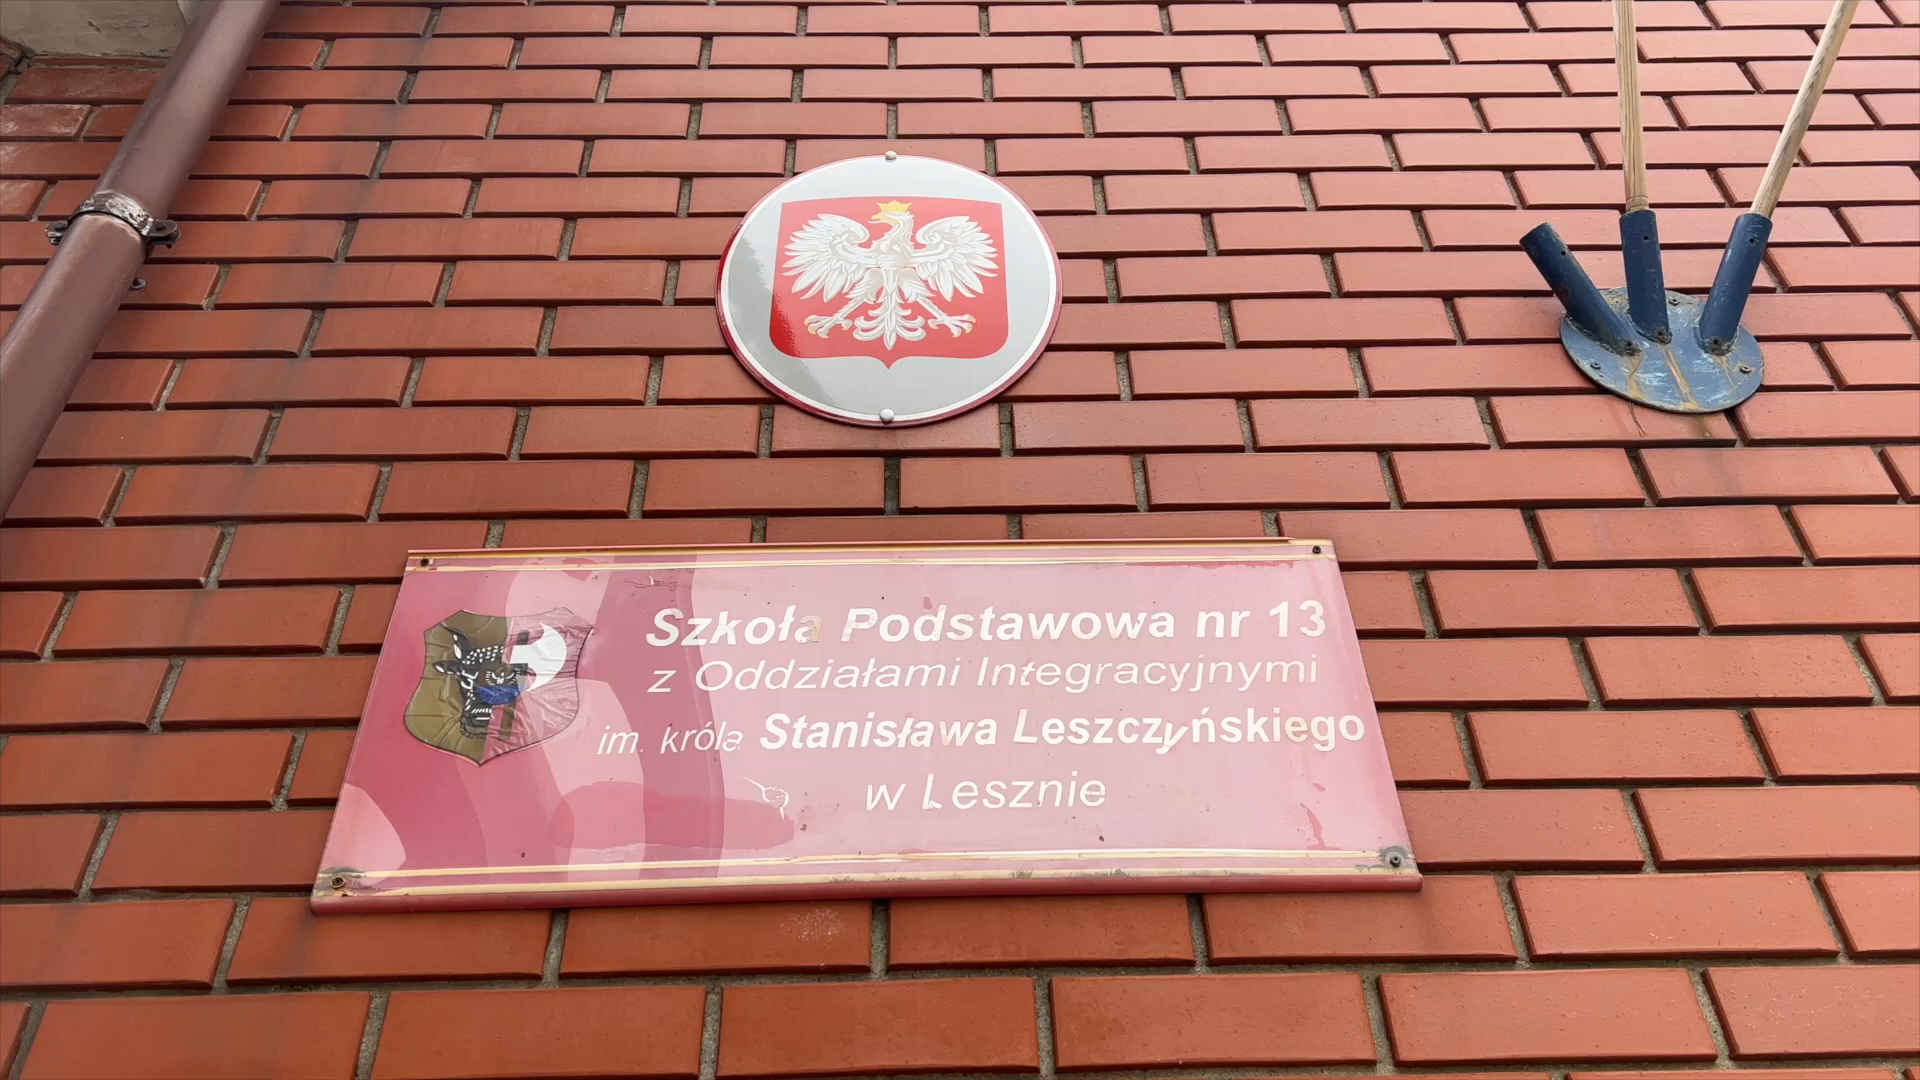 Szkoła Podstawowa nr 13
z Oddziałami Integracyjnymi
im. króla Stanisława Leszczyńskiego
w Lesznie